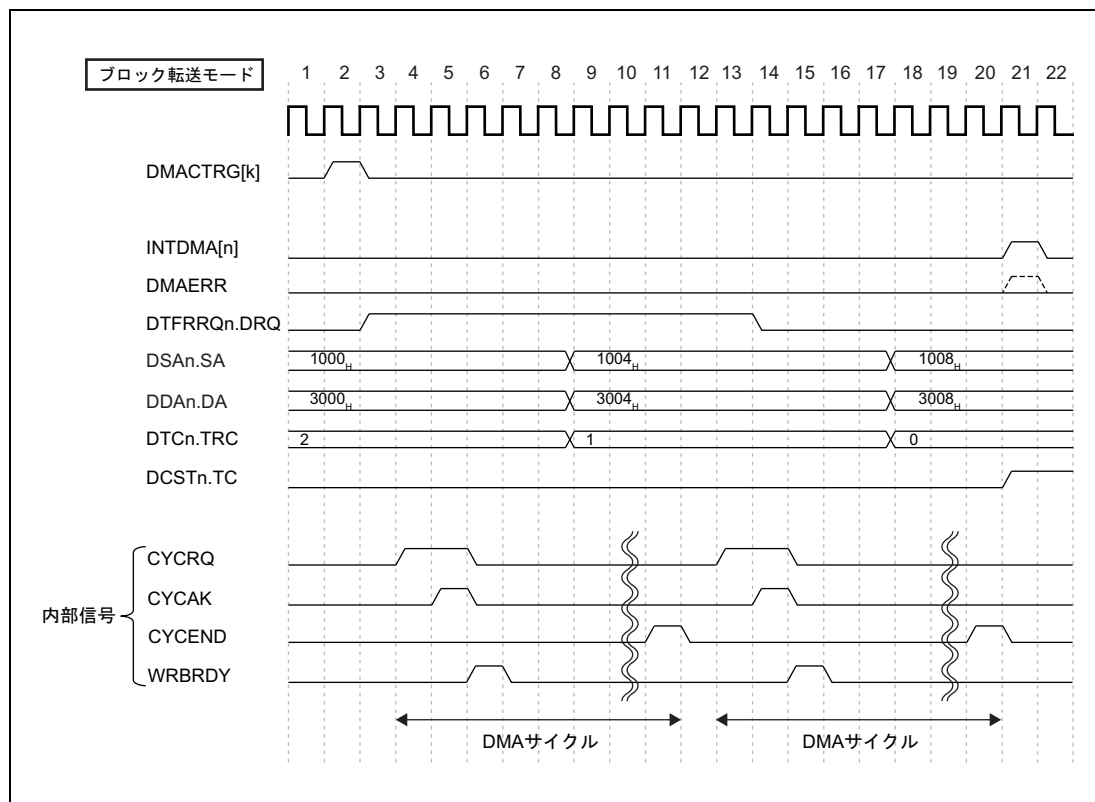 ブロック転送モード 1 2 3 4 5 6 7 8 9 10 11 12 13 14 15 16 17 18 19 20 21 22
DMACTRG[k]
INTDMA[n]
DMAERR
DTFRRQn.DRQ
DSAn.SA 1000H 1004H 1008H
DDAn.DA 3000H 3004H 3008H
DTCn.TRC 2 1 0
DCSTn.TC
CYCRQ
CYCAK
内部信号
CYCEND
WRBRDY
DMAサイクル DMAサイクル